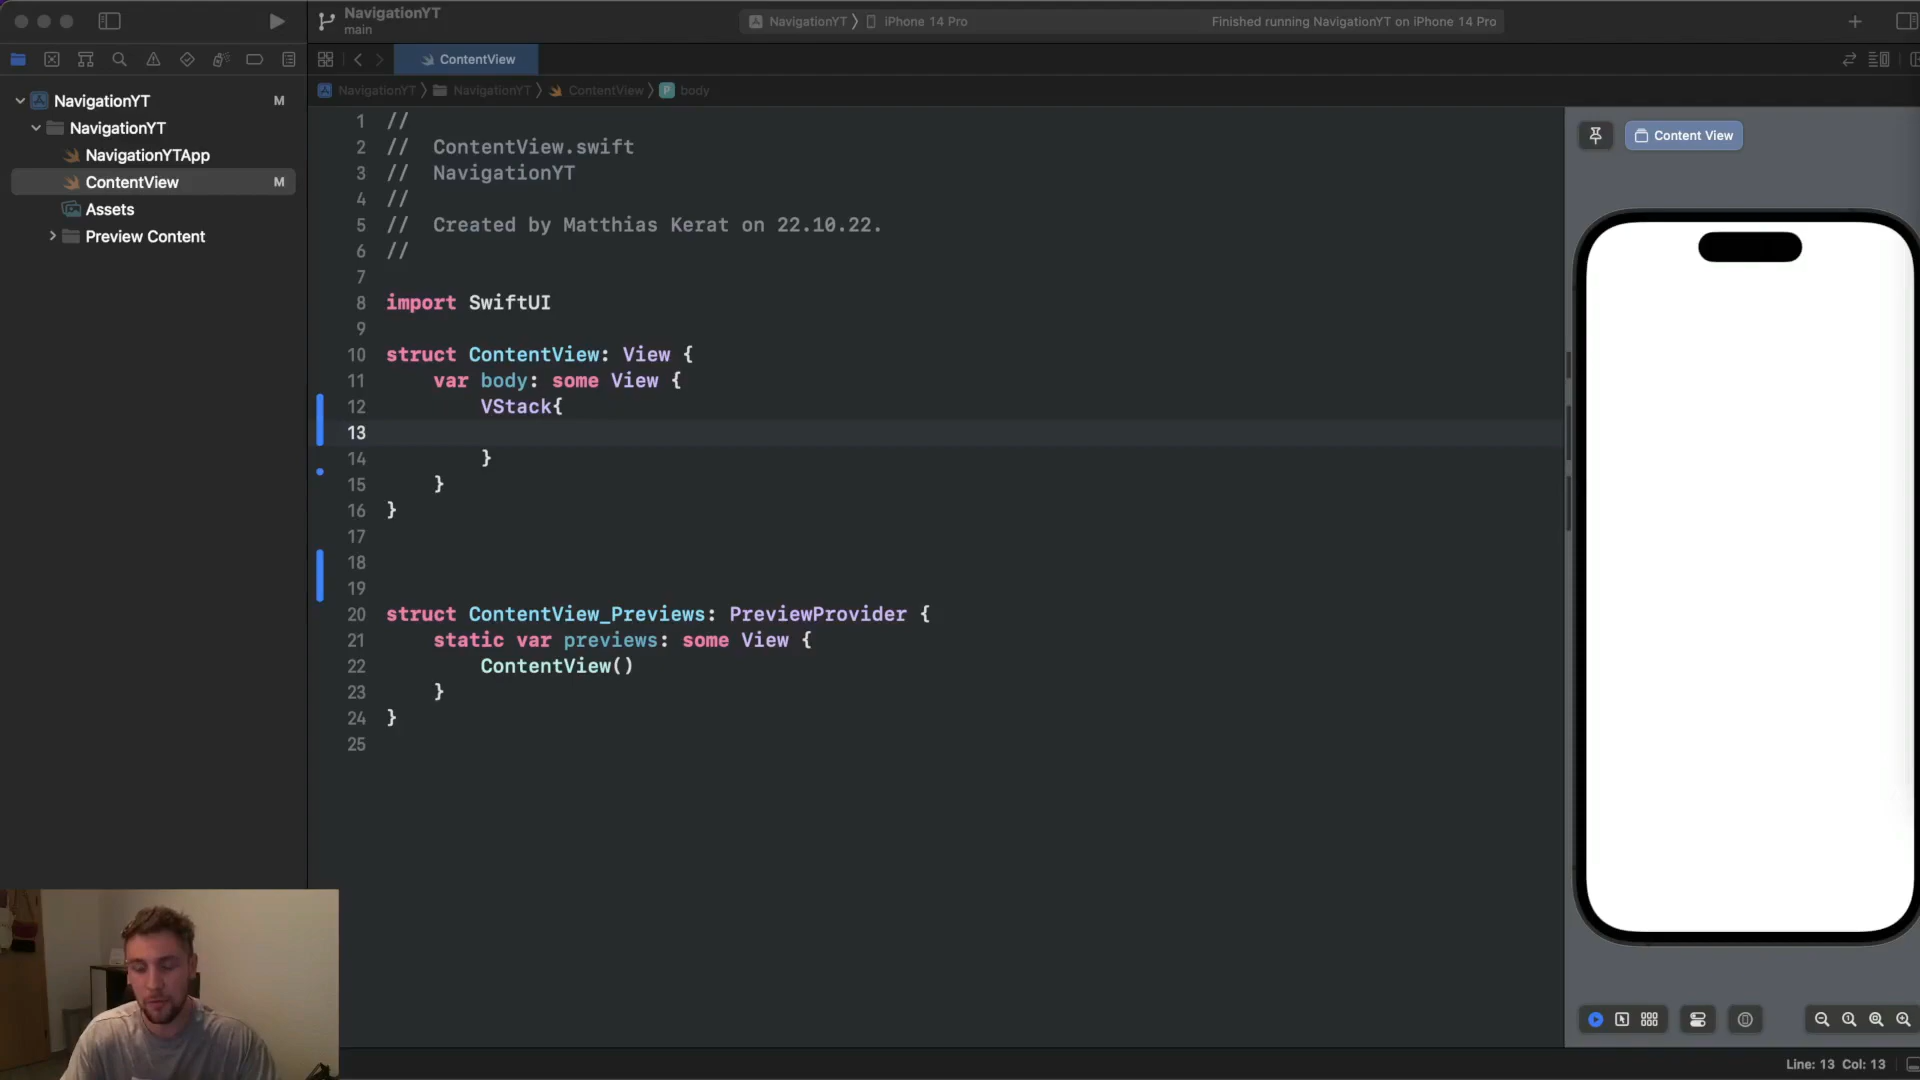 NavigationYT
main
NavigationYT
iPhone 14 Pro
Finished running NavigationYT on iPhone 14 Pro
ContentView
NavigationYT
NavigationYT
ContentView
P
body
NavigationYT
M
NavigationYT
NavigationYTApp
ContentView
M
Assets
Preview Content
1 //
2 //  ContentView.swift
3 //  NavigationYT
4 //
5 //  Created by Matthias Kerat on 22.10.22.
6 //
7
8 import SwiftUI
9
10 struct ContentView: View {
11     var body: some View {
12         VStack{
13
14         }
15     }
16 }
17
18
19
20 struct ContentView_Previews: PreviewProvider {
21     static var previews: some View {
22         ContentView()
23     }
24 }
25
Content View
Line: 13 Col: 13